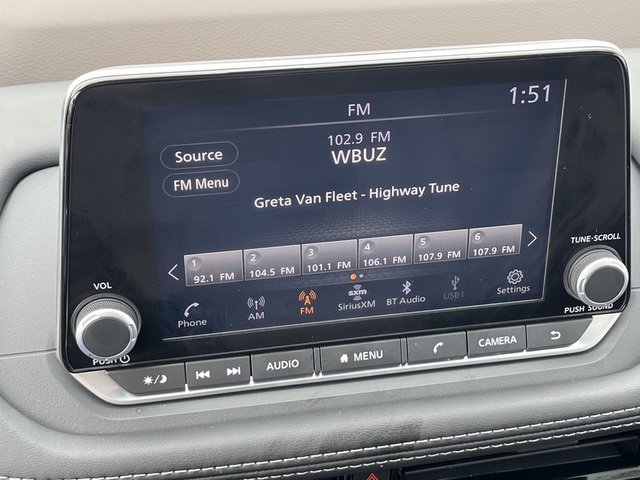 FM
1:51
102.9 FM
Source
WBUZ
FM Menu
Greta Van Fleet - Highway Tune
1 2 3 4 5 6
92.1 FM 104.5 FM 101.1 FM 106.1 FM 107.9 FM 107.9 FM
TUNE·SCROLL
VOL
Phone AM FM sxm SiriusXM BT Audio USB1 Settings
PUSH
PUSH SOUND
AUDIO MENU CAMERA